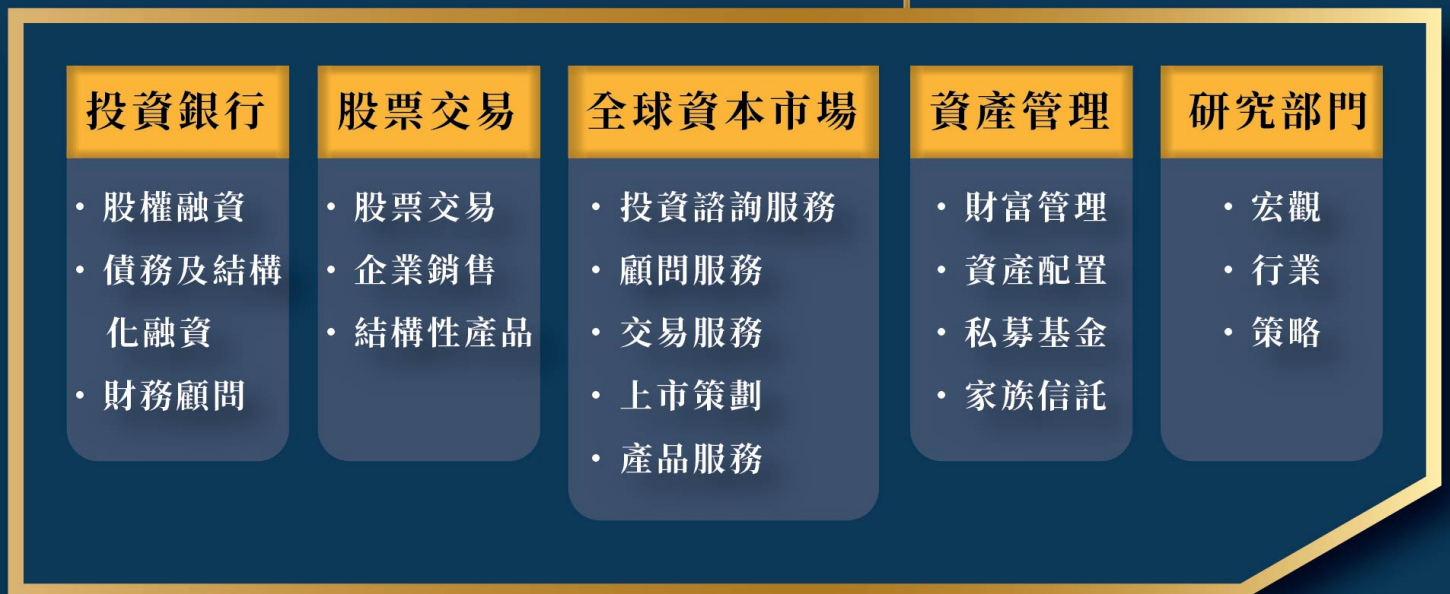 投資銀行
・股權融資
・債務及結構
化融資
・財務顧問
股票交易
・股票交易
・企業銷售
・結構性產品
全球資本市場
・投資諮詢服務
・顧問服務
・交易服務
・上市策劃
・產品服務
資產管理
・財富管理
・資產配置
・私募基金
・家族信託
研究部門
・宏觀
・行業
・策略